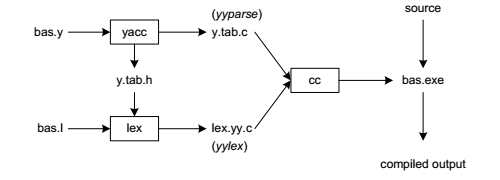 (yyparse)
source
bas.y
yacc
y.tab.c
y.tab.h
cc
bas.exe
bas.l
lex
lex.yy.c
(yylex)
compiled output